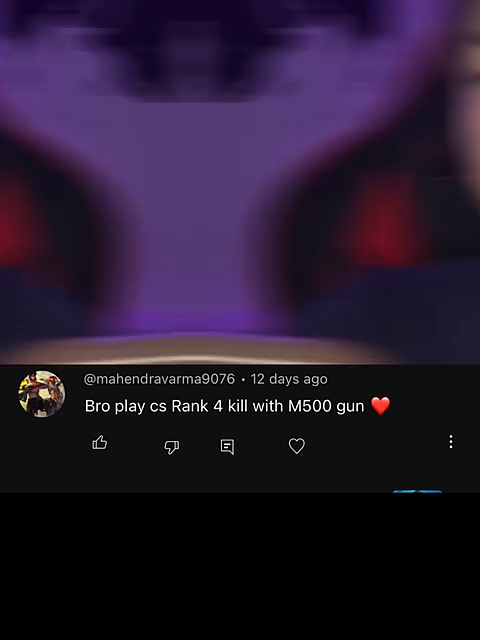 @mahendravarma9076 • 12 days ago
Bro play cs Rank 4 kill with M500 gun ❤️